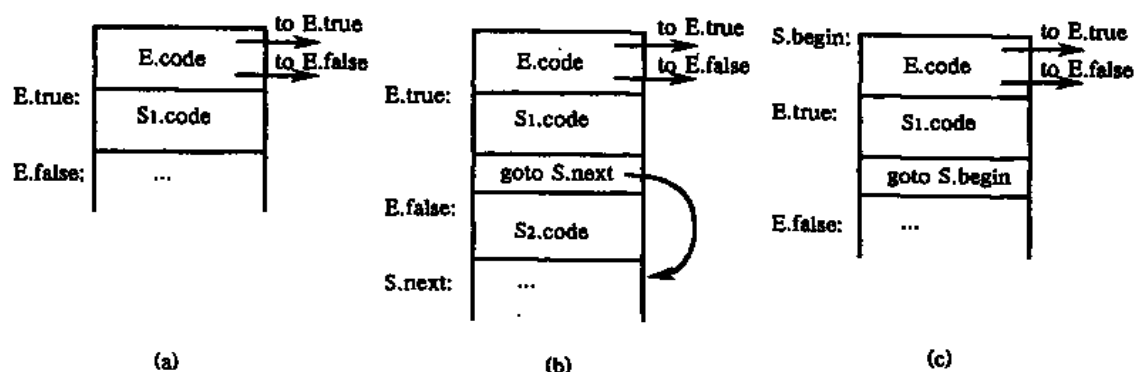 to E.true
E.code
to E.false
E.true:
S1.code
E.false:
...
(a)
to E.true
E.code
to E.false
E.true:
S1.code
goto S.next
E.false:
S2.code
S.next:
...
(b)
S.begin:
to E.true
E.code
to E.false
E.true:
S1.code
goto S.begin
E.false:
...
(c)